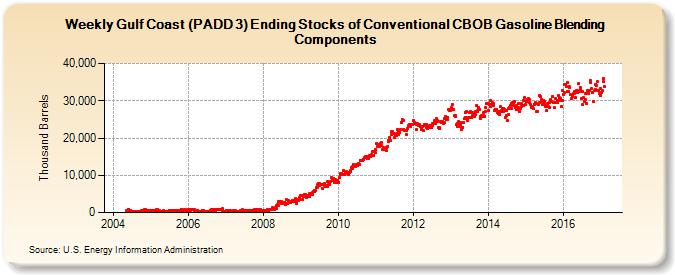 Weekly Gulf Coast (PADD 3) Ending Stocks of Conventional CBOB Gasoline Blending
Components
Thousand Barrels
40,000
30,000
20,000
10,000
0
2004 2006 2008 2010 2012 2014 2016
Source: U.S. Energy Information Administration